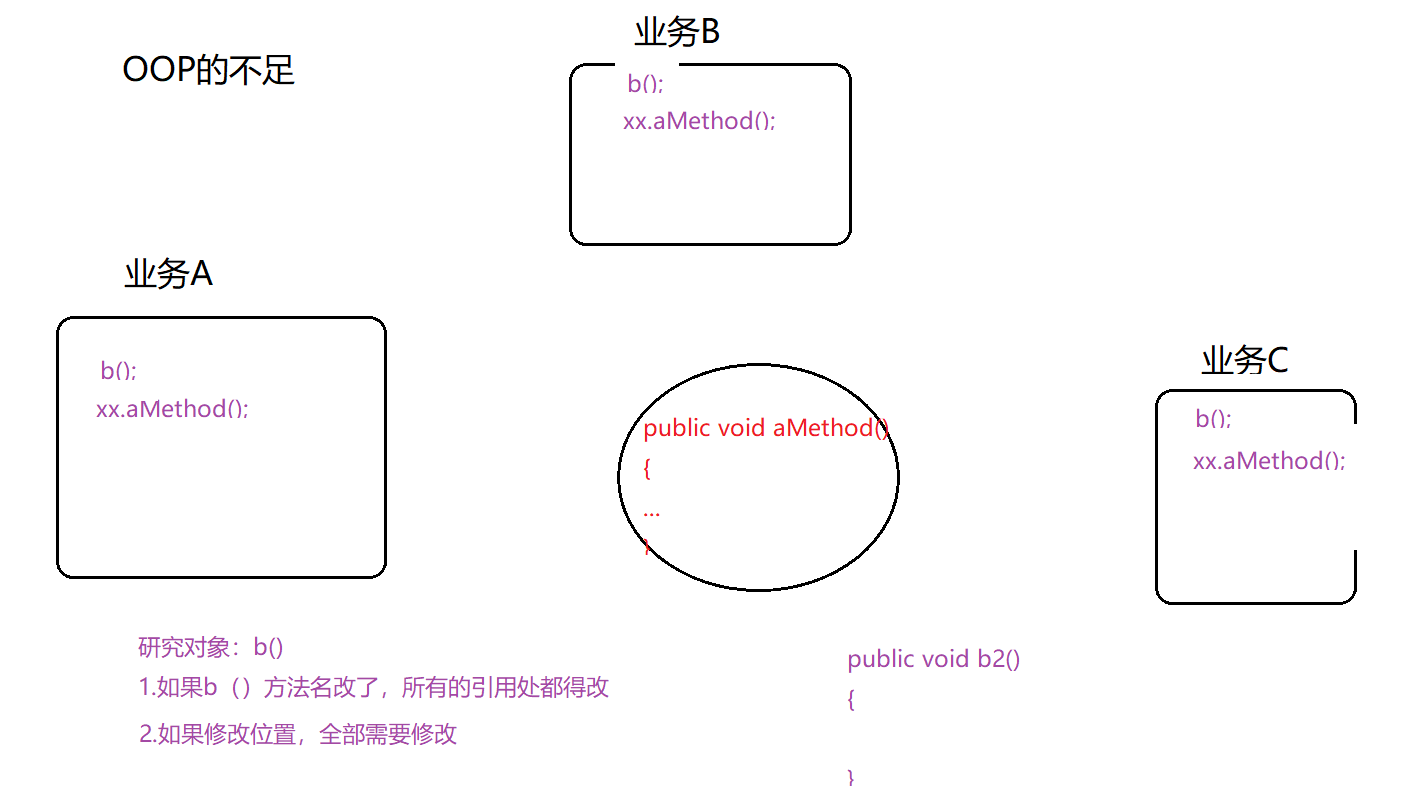 OOP的不足
业务B
b();
xx.aMethod();
业务A
b();
xx.aMethod();
public void aMethod()
{
...
}
业务C
b();
xx.aMethod();
研究对象：b()
1.如果b（）方法名改了，所有的引用处都得改
2.如果修改位置，全部需要修改
public void b2()
{
}